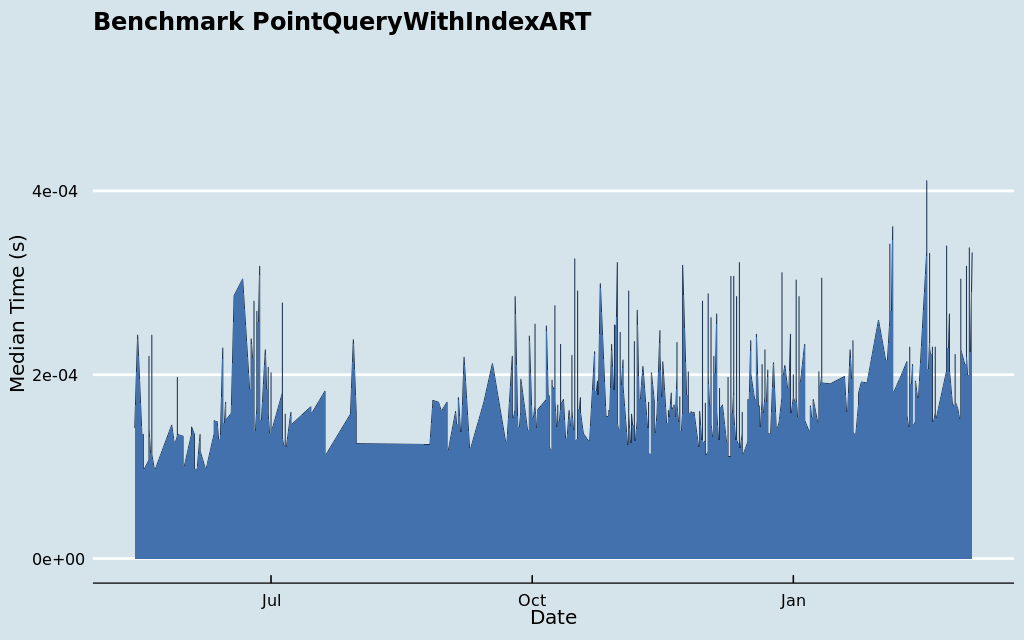 Benchmark PointQueryWithIndexART
Median Time (s)
4e-04
2e-04
0e+00
Jul
Oct
Jan
Date